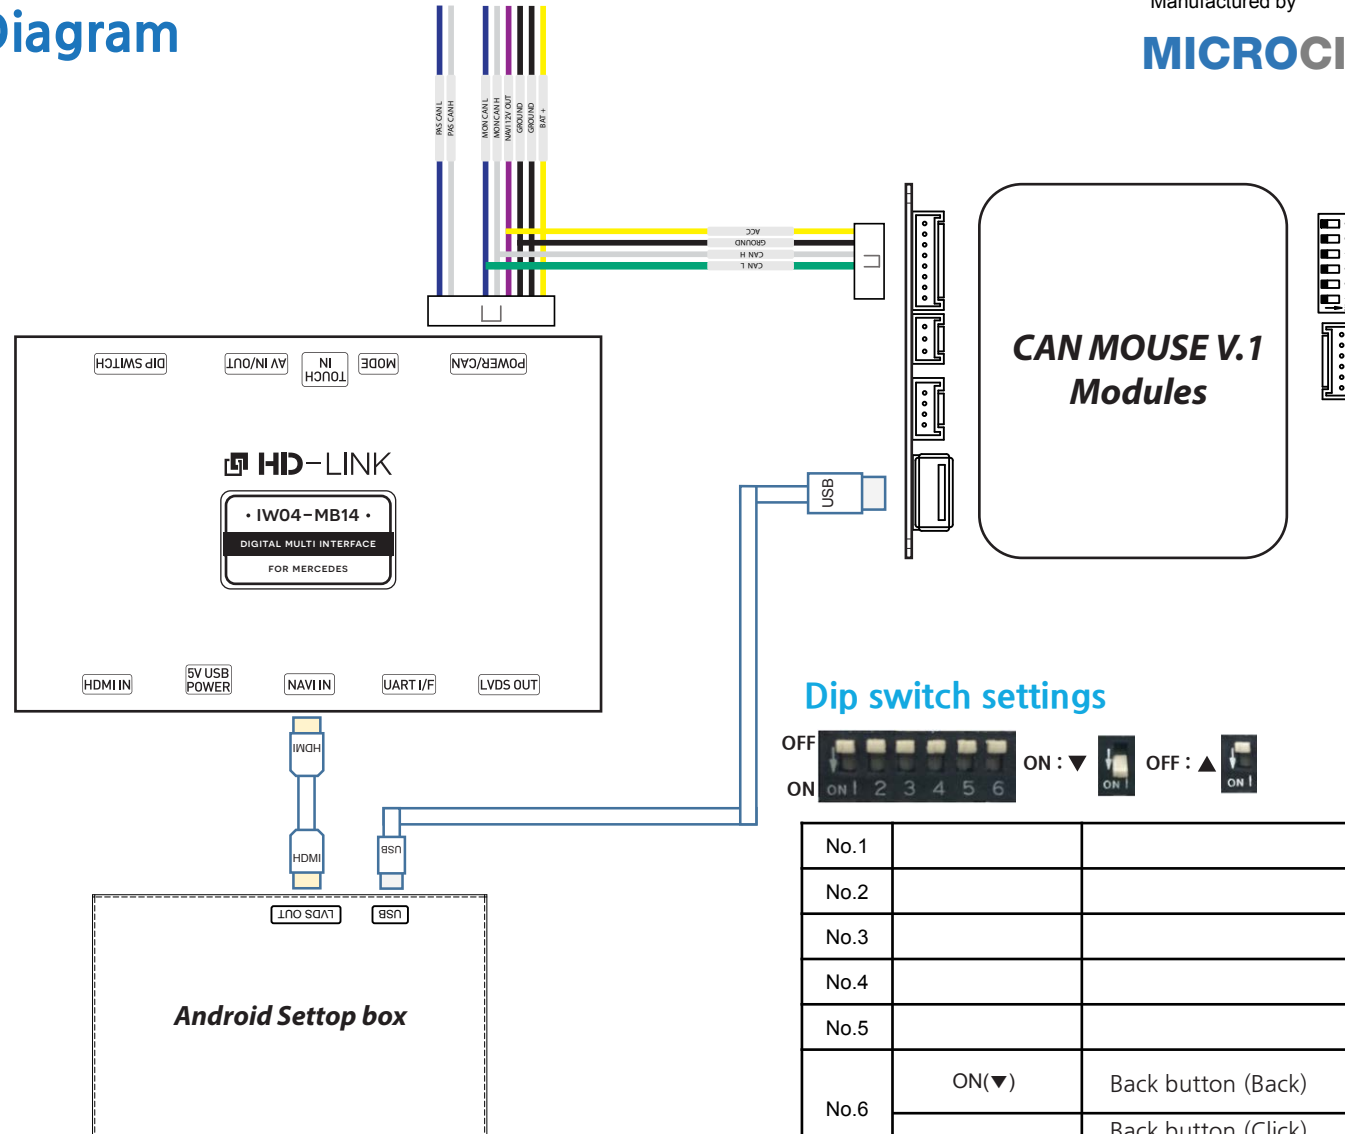 Diagram
Manufactured by
MICROCI
PAS CAN L
PAS CAN H
MON CAN L
MON CAN H
NAVI 12V OUT
GROUND
GROUND
BAT +
ACC
GROUND
CAN H
CAN L
DIP SWITCH
AV IN/OUT
TOUCH
IN
MODE
POWER/CAN
HD-LINK
• IW04-MB14 •
DIGITAL MULTI INTERFACE
FOR MERCEDES
HDMI IN
5V USB
POWER
NAVI IN
UART I/F
LVDS OUT
CAN MOUSE V.1
Modules
USB
HDMI
HDMI
USB
LVDS OUT
USB
Android Settop box
Dip switch settings
OFF
ON
ON 1 2 3 4 5 6
ON : ▼
ON 1
OFF : ▲
ON 1
No.1
No.2
No.3
No.4
No.5
No.6
ON(▼)
Back button (Back)
Back button (Click)